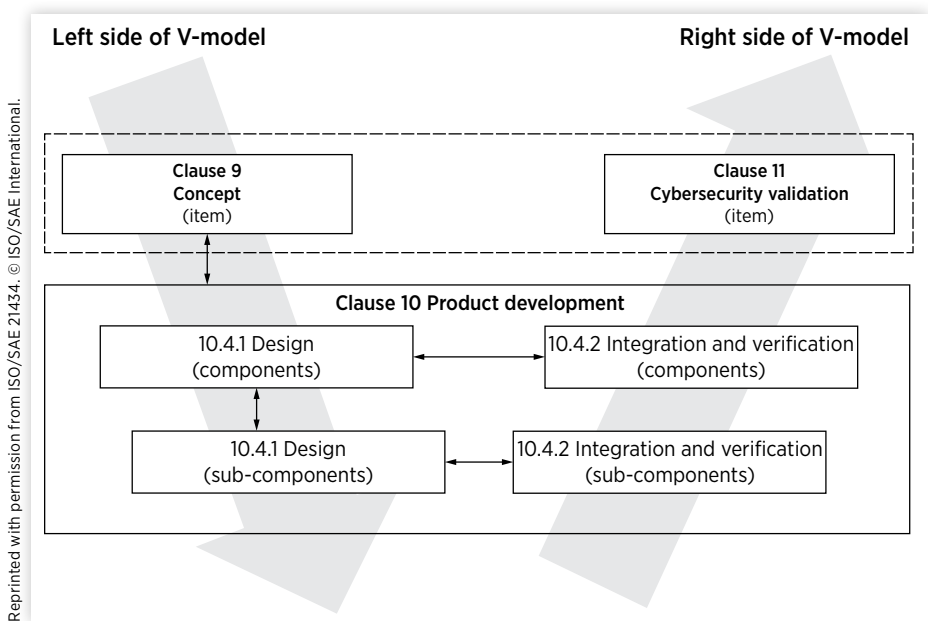 Left side of V-model
Right side of V-model
Clause 9
Concept
(item)
Clause 11
Cybersecurity validation
(item)
Clause 10 Product development
10.4.1 Design
(components)
10.4.2 Integration and verification
(components)
10.4.1 Design
(sub-components)
10.4.2 Integration and verification
(sub-components)
Reprinted with permission from ISO/SAE 21434. © ISO/SAE International.